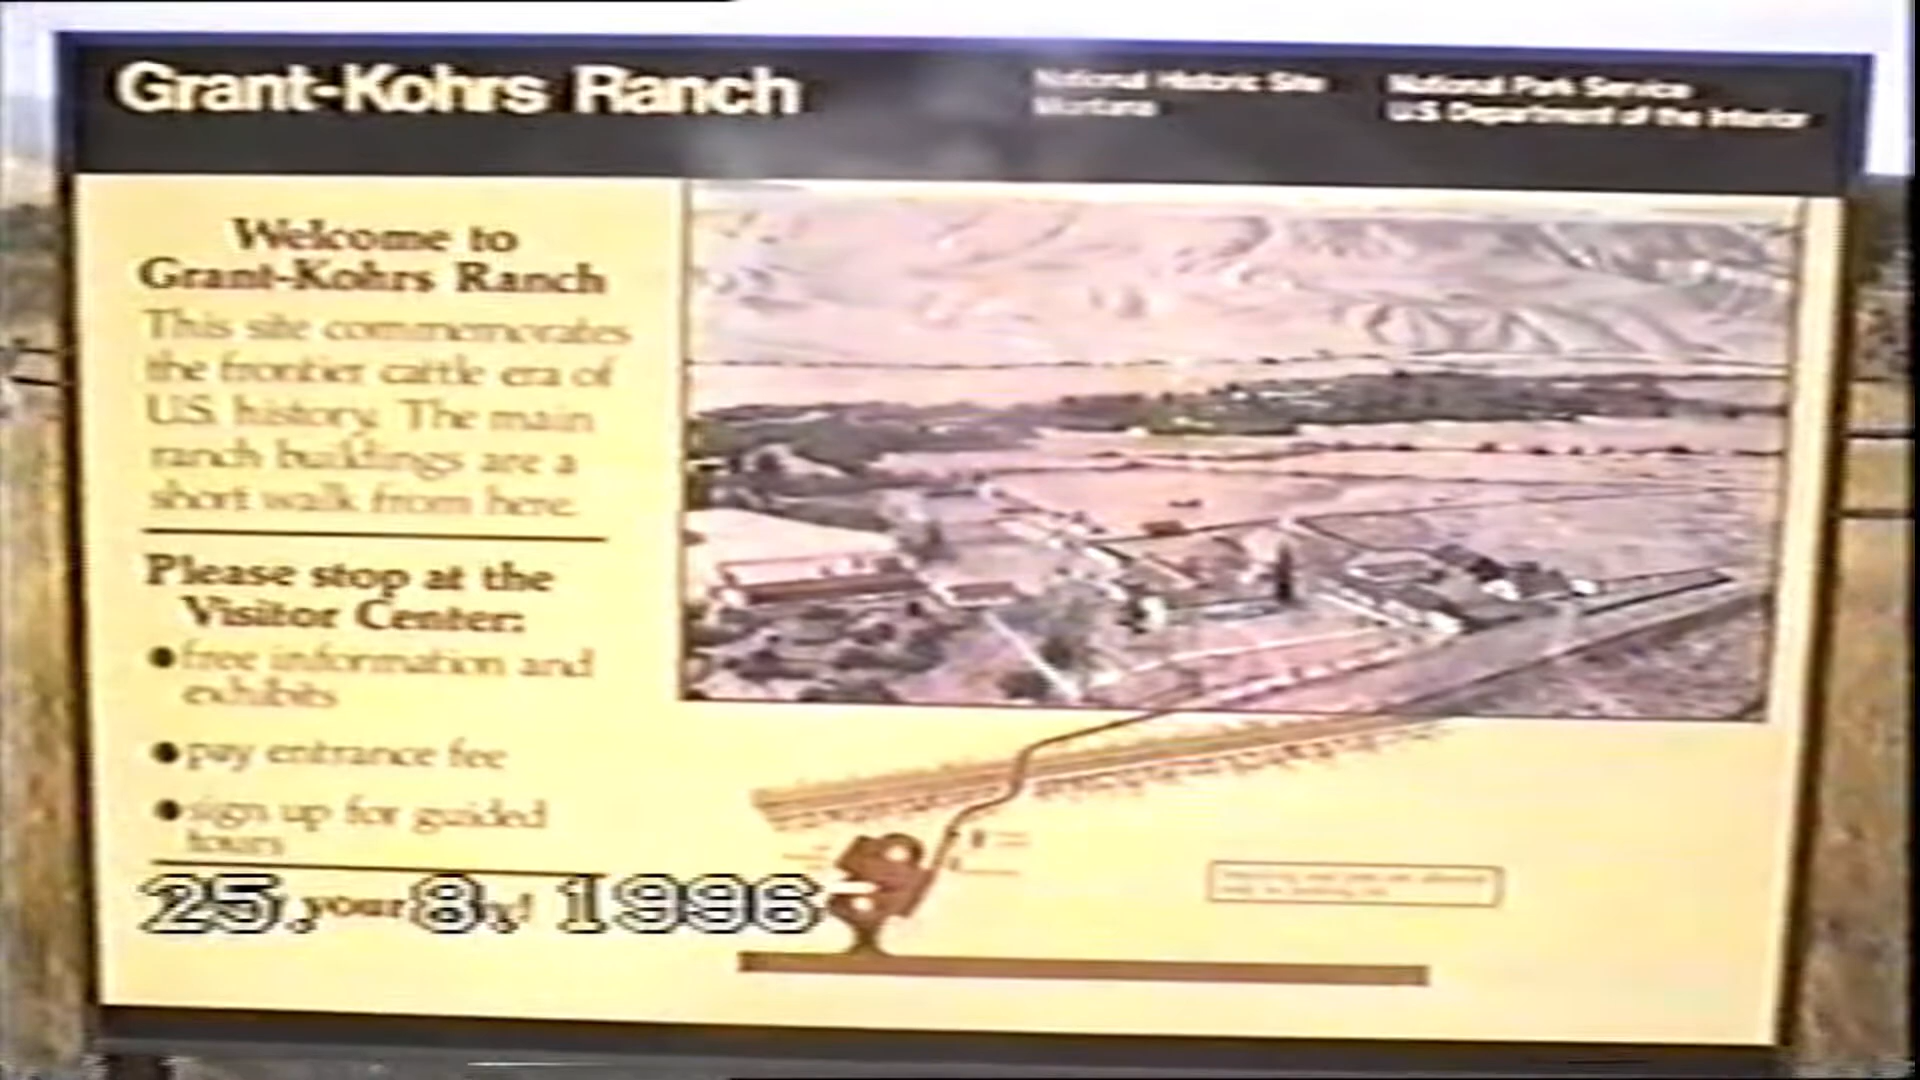 Grant-Kohrs Ranch
National Historic Site
Montana
National Park Service
U.S. Department of the Interior
Welcome to
Grant-Kohrs Ranch
This site commemorates
the frontier cattle era of
U.S. history. The main
ranch buildings are a
short walk from here.
Please stop at the
Visitor Center:
free information and
exhibits
pay entrance fee
sign up for guided
tours
your
25. 8. 1996